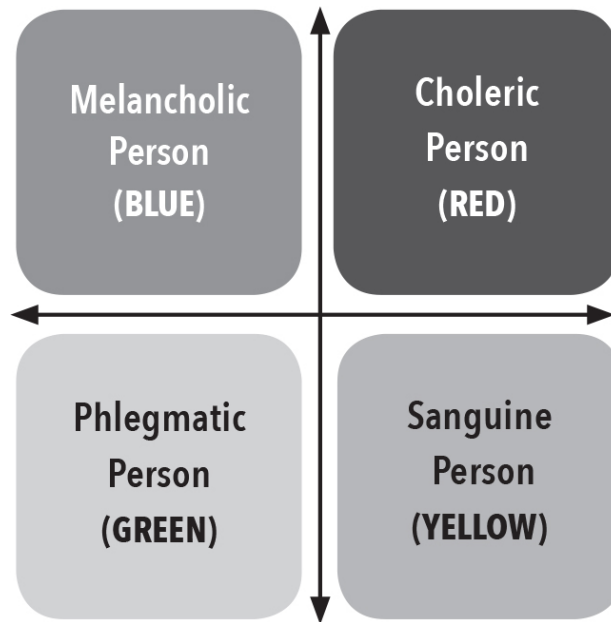 Melancholic
Person
(BLUE)
Choleric
Person
(RED)
Phlegmatic
Person
(GREEN)
Sanguine
Person
(YELLOW)